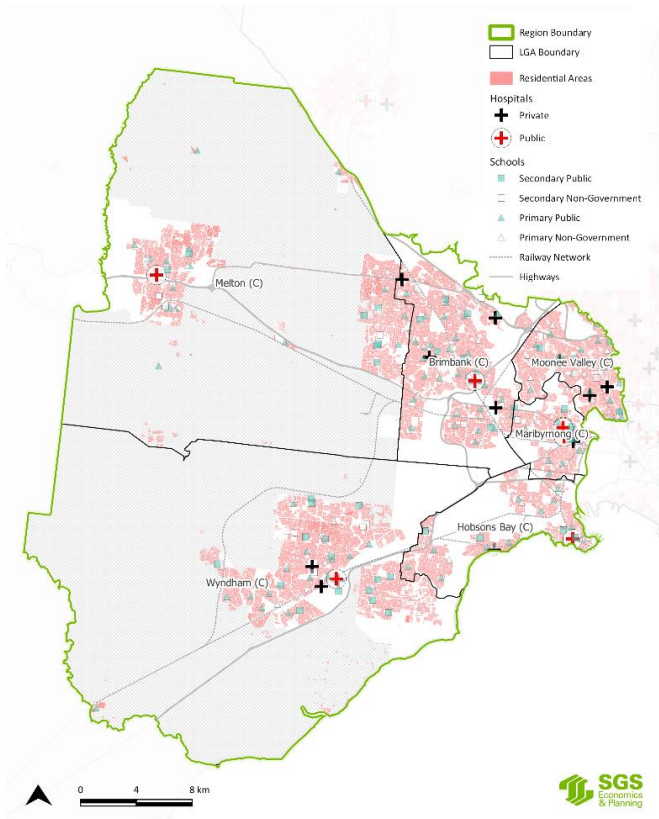 Region Boundary
LGA Boundary
Residential Areas
Hospitals
Private
Public
Schools
Secondary Public
Secondary Non-Government
Primary Public
Primary Non-Government
Railway Network
Highways
Melton (C)
Brimbank (C)
Moonee Valley (C)
Maribyrnong (C)
Hobsons Bay (C)
Wyndham (C)
0 4 8 km
SGS
Economics
& Planning